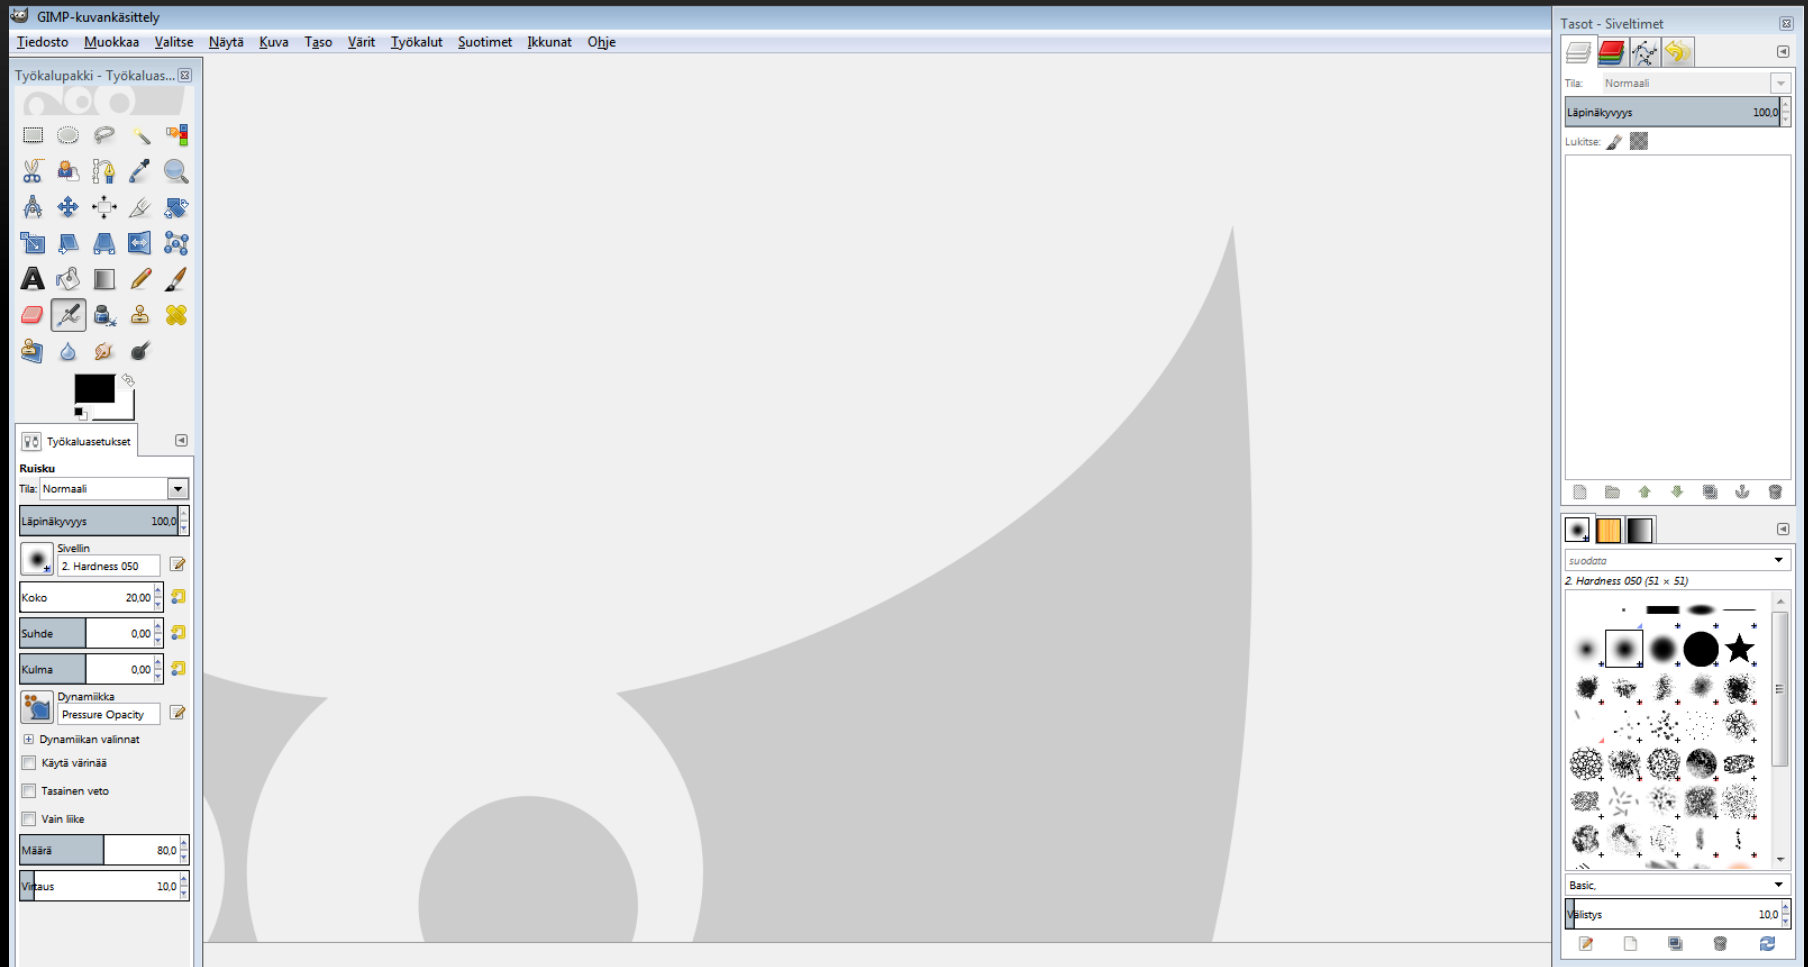 GIMP-kuvankäsittely
Tiedosto Muokkaa Valitse Näytä Kuva Taso Värit Työkalut Suotimet Ikkunat Ohje
Työkalupakki - Työkaluas...
Työkaluasetukset
Ruisku
Tila: Normaali
Läpinäkyvyys 100,0
Sivellin
2. Hardness 050
Koko 20,00
Suhde 0,00
Kulma 0,00
Dynamiikka
Pressure Opacity
Dynamiikan valinnat
Käytä värinää
Tasainen veto
Vain liike
Määrä 80,0
Virtaus 10,0
Tasot - Siveltimet
Tila: Normaali
Läpinäkyvyys 100,0
Lukitse:
suodata
2. Hardness 050 (51 × 51)
Basic,
Välistys 10,0